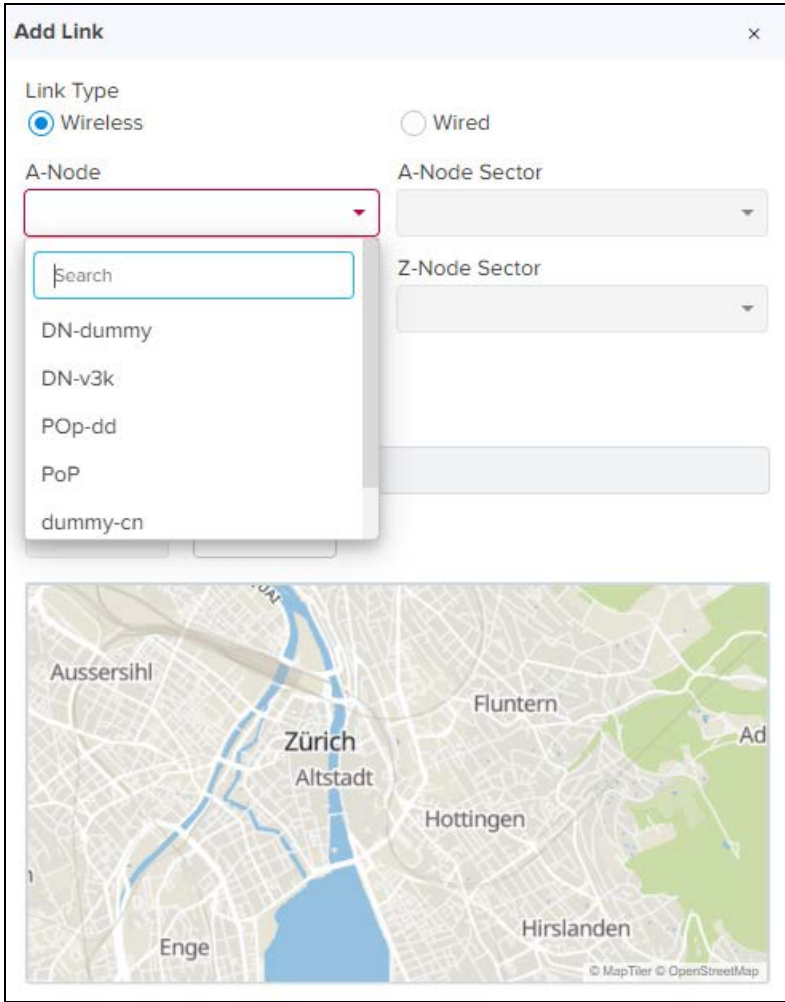 Add Link ×
Link Type
Wireless Wired
A-Node A-Node Sector
Search
Z-Node Sector
DN-dummy
DN-v3k
POp-dd
PoP
dummy-cn
UAI
Aussersihl
Fluntern
Ad
Zürich
Altstadt
Hottingen
Hirslanden
Enge
© MapTiler © OpenStreetMap